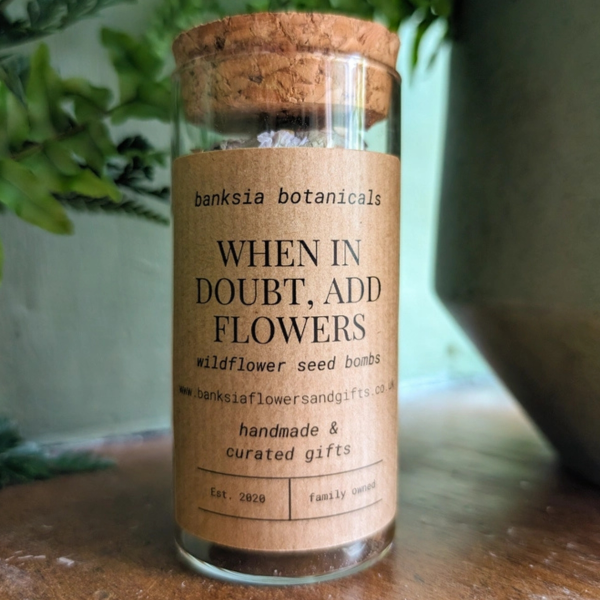 banksia botanicals
WHEN IN
DOUBT, ADD
FLOWERS
wildflower seed bombs
www.banksiaflowersandgifts.co.uk
handmade &
curated gifts
Est. 2020
family owned